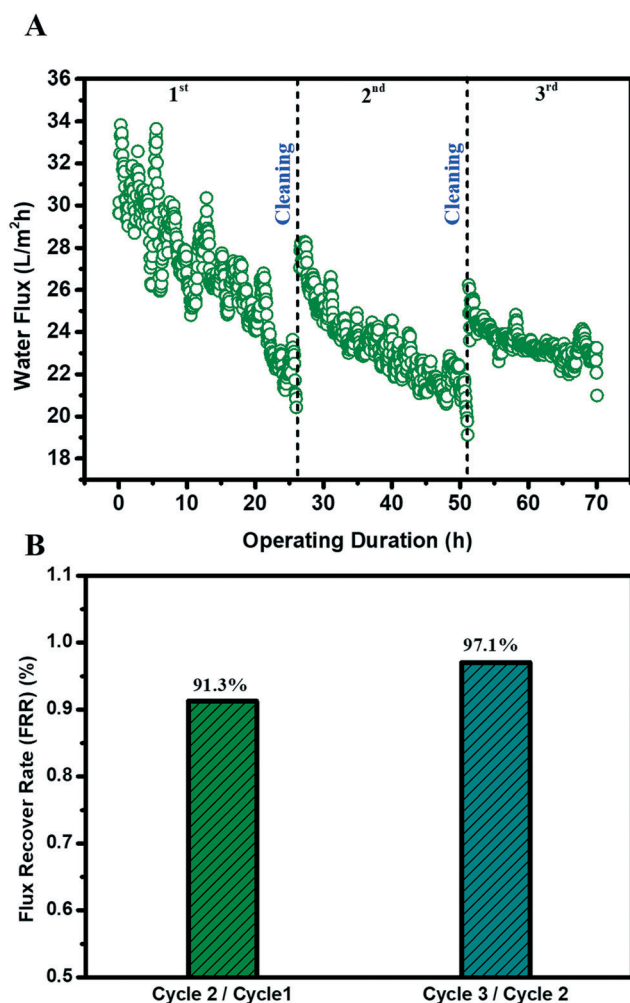 A
36
34
32
30
28
26
24
22
20
18
Water Flux (L/m²h)
1st
2nd
3rd
Cleaning
Cleaning
0 10 20 30 40 50 60 70
Operating Duration (h)
B
1.1
1.0
0.9
0.8
0.7
0.6
0.5
Flux Recover Rate (FRR) (%)
91.3%
97.1%
Cycle 2 / Cycle1
Cycle 3 / Cycle 2